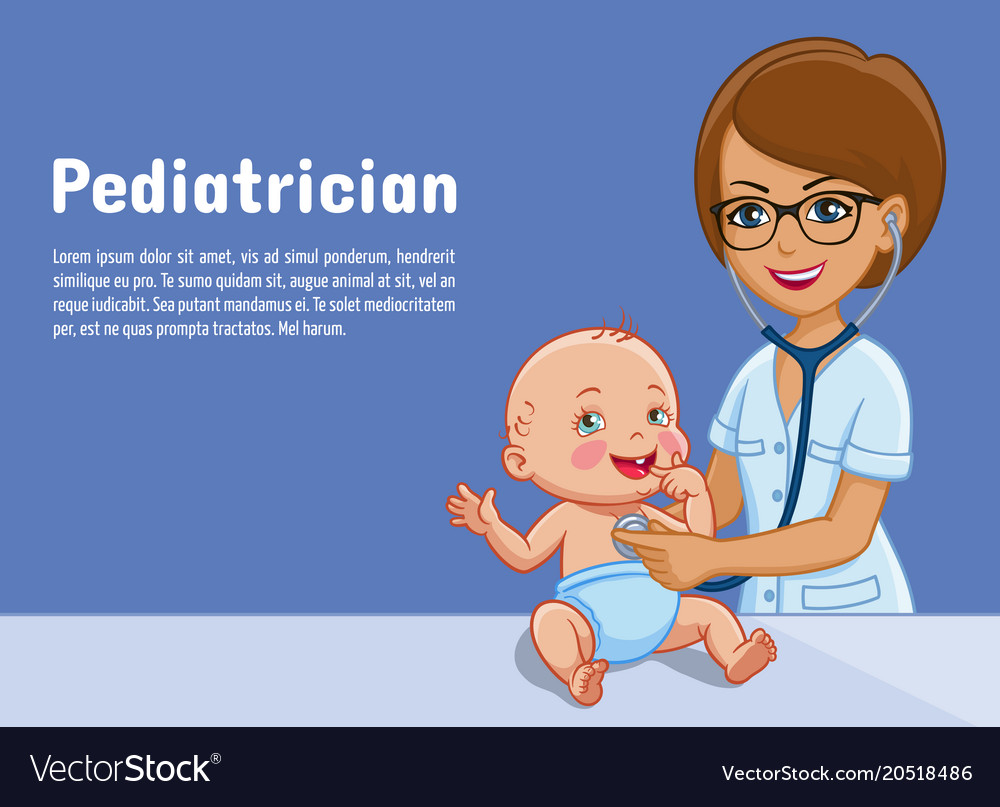 Pediatrician
Lorem ipsum dolor sit amet, vis ad simul ponderum, hendrerit
similique eu pro. Te sumo quidam sit, augue animal at sit, vel an
reque iudicabit. Sea putant mandamus ei. Te solet mediocritatem
per, est ne quas prompta tractatos. Mel harum.
VectorStock®
VectorStock.com/20518486